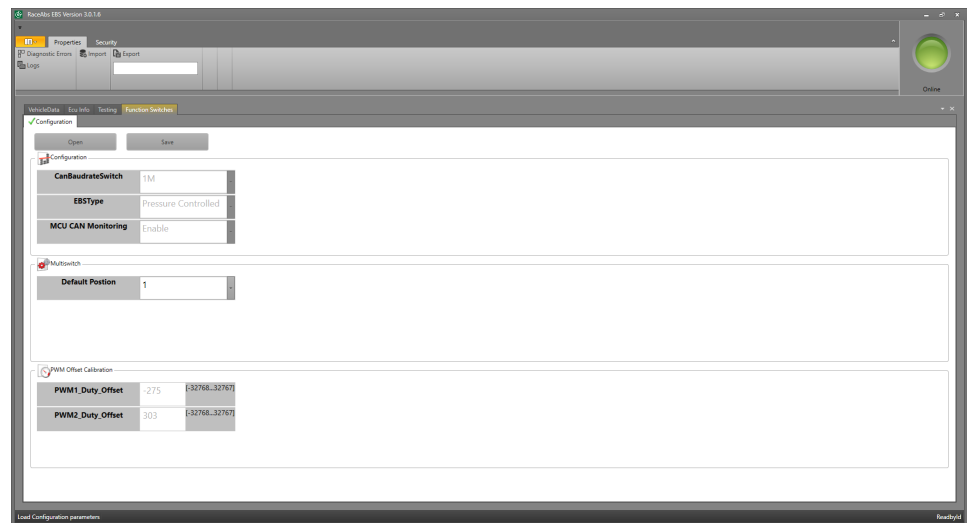 RaceAbs EBS Version 3.0.1.6
Properties Security
Diagnostic Errors Import Export
Logs
Online
VehicleData Ecu Info Testing Function Switches
Configuration
Open Save
Configuration
CanBaudrateSwitch 1M
EBSType Pressure Controlled
MCU CAN Monitoring Enable
Multiswitch
Default Postion 1
PWM Offset Calibration
PWM1_Duty_Offset -275 [-32768...32767]
PWM2_Duty_Offset 303 [-32768...32767]
Load Configuration parameters ReadbyId